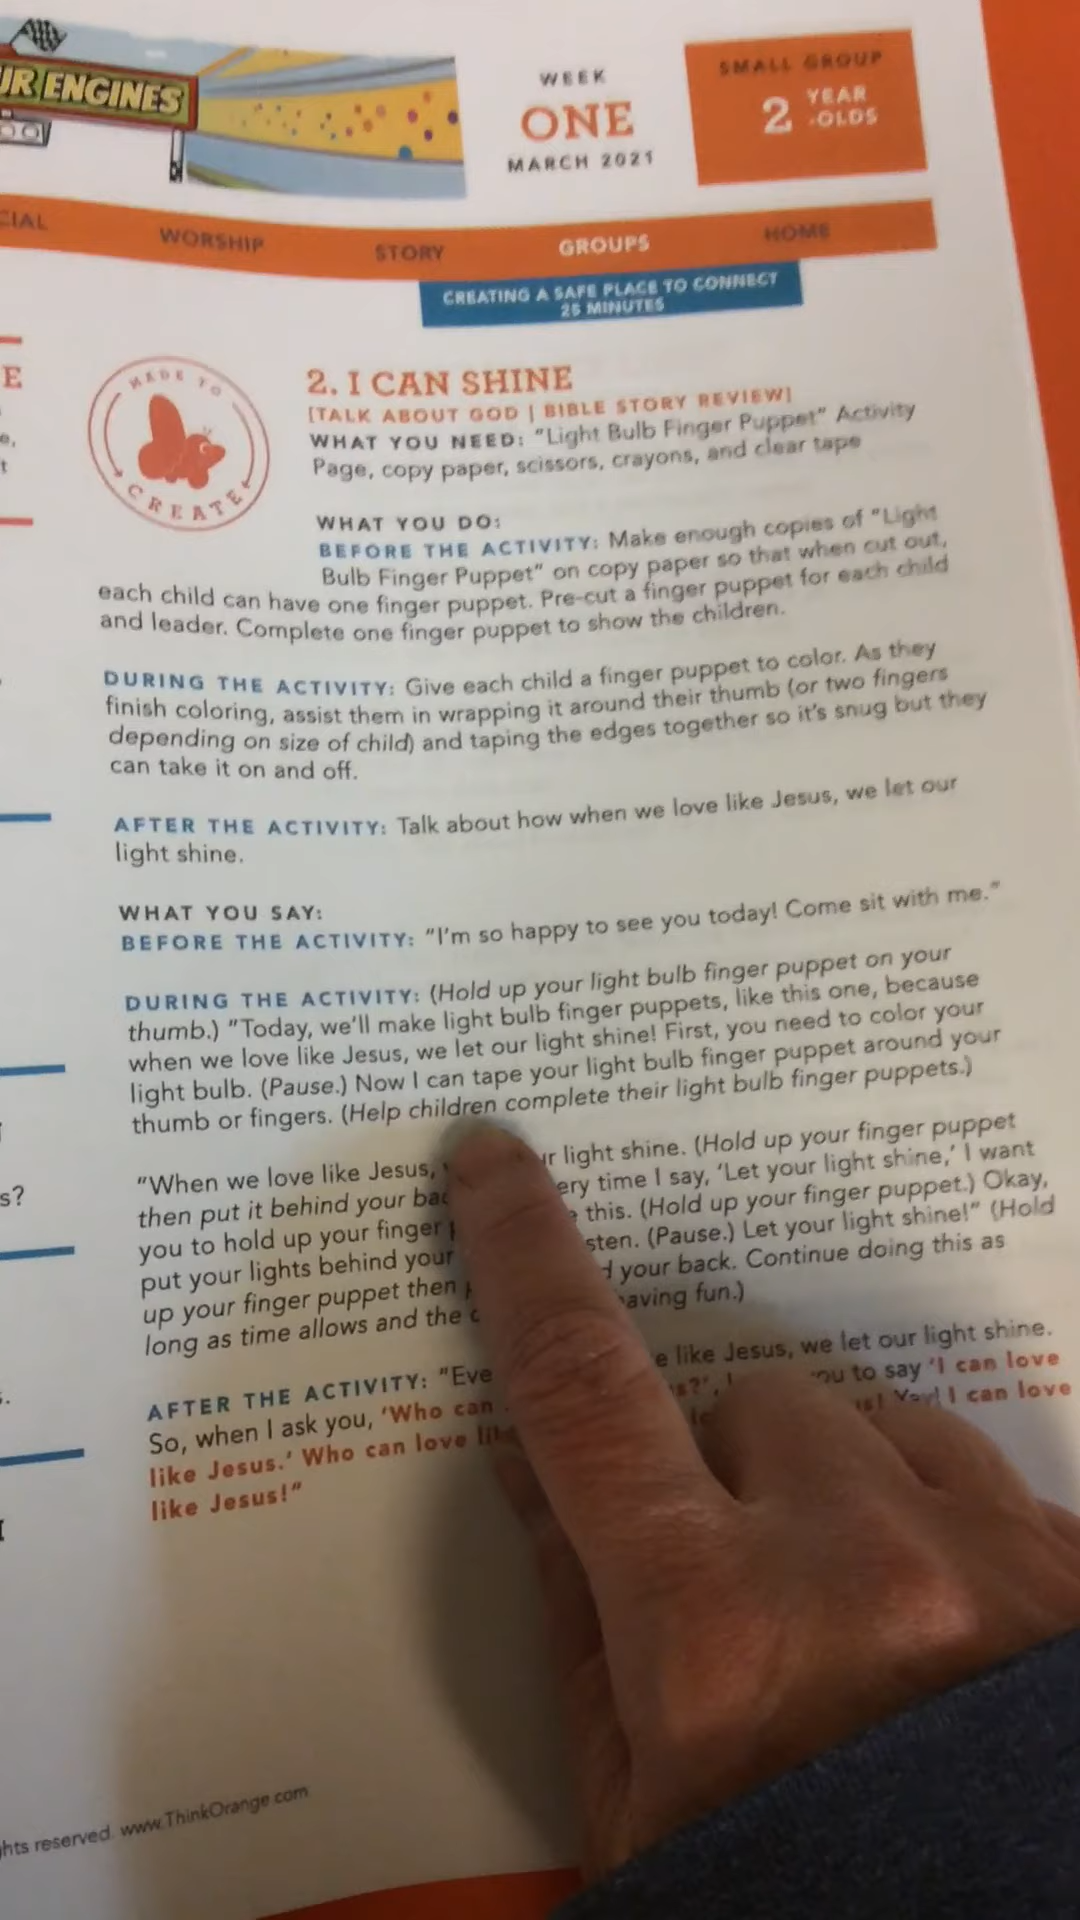 UR ENGINES
WEEK
ONE
MARCH 2021
SMALL GROUP
2 YEAR
-OLDS
CIAL WORSHIP STORY GROUPS HOME
CREATING A SAFE PLACE TO CONNECT
25 MINUTES
MADE TO
CREATE
2. I CAN SHINE
[TALK ABOUT GOD | BIBLE STORY REVIEW]
WHAT YOU NEED: "Light Bulb Finger Puppet" Activity
Page, copy paper, scissors, crayons, and clear tape
WHAT YOU DO:
BEFORE THE ACTIVITY: Make enough copies of "Light
Bulb Finger Puppet" on copy paper so that when cut out,
each child can have one finger puppet. Pre-cut a finger puppet for each child
and leader. Complete one finger puppet to show the children.
DURING THE ACTIVITY: Give each child a finger puppet to color. As they
finish coloring, assist them in wrapping it around their thumb (or two fingers
depending on size of child) and taping the edges together so it's snug but they
can take it on and off.
AFTER THE ACTIVITY: Talk about how when we love like Jesus, we let our
light shine.
WHAT YOU SAY:
BEFORE THE ACTIVITY: "I'm so happy to see you today! Come sit with me."
DURING THE ACTIVITY: (Hold up your light bulb finger puppet on your
thumb.) "Today, we'll make light bulb finger puppets, like this one, because
when we love like Jesus, we let our light shine! First, you need to color your
light bulb. (Pause.) Now I can tape your light bulb finger puppet around your
thumb or fingers. (Help children complete their light bulb finger puppets.)
"When we love like Jesus, r light shine. (Hold up your finger puppet
then put it behind your bac ery time I say, 'Let your light shine,' I want
you to hold up your finger this. (Hold up your finger puppet.) Okay,
put your lights behind your sten. (Pause.) Let your light shine!" (Hold
up your finger puppet then your back. Continue doing this as
long as time allows and the aving fun.)
AFTER THE ACTIVITY: "Eve e like Jesus, we let our light shine.
So, when I ask you, 'Who can s?', ou to say 'I can love
like Jesus.' Who can love s! Yay! I can love
like Jesus!"
ghts reserved. www.ThinkOrange.com
E
e,
t
s?